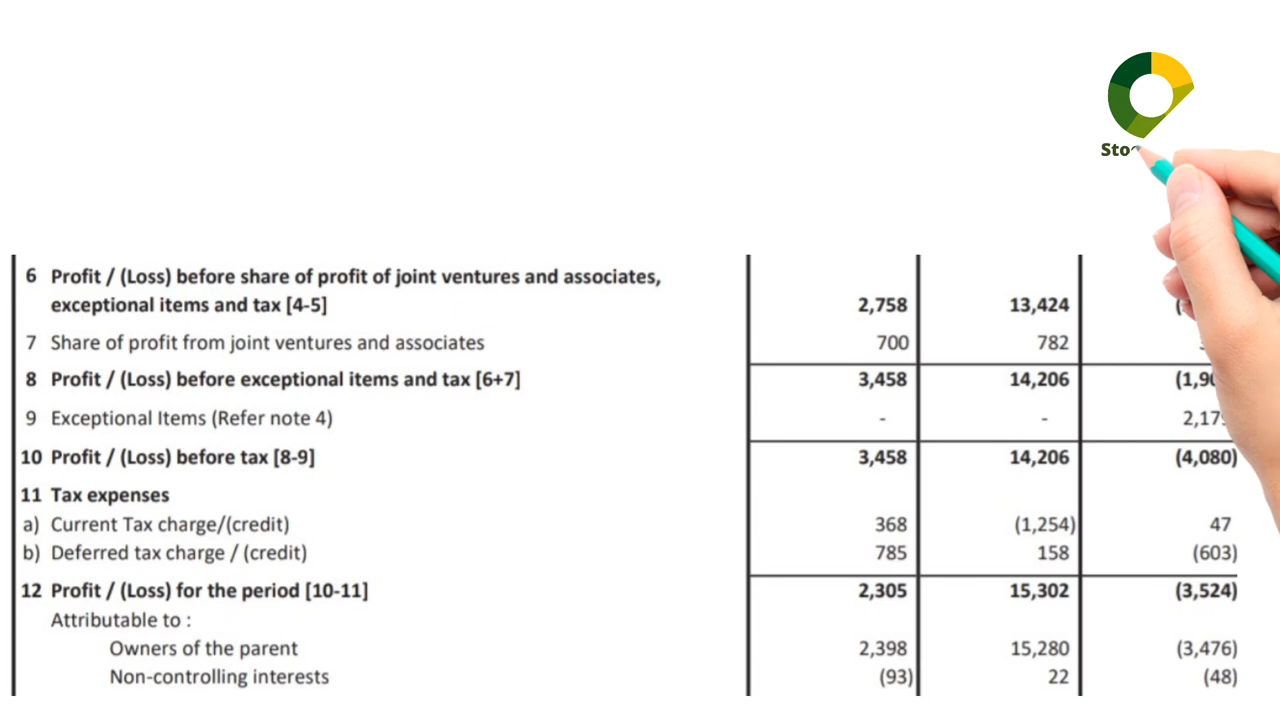 Sto
6 Profit / (Loss) before share of profit of joint ventures and associates,
exceptional items and tax [4-5] 2,758 13,424
7 Share of profit from joint ventures and associates 700 782
8 Profit / (Loss) before exceptional items and tax [6+7] 3,458 14,206 (1,90
9 Exceptional Items (Refer note 4) - - 2,17
10 Profit / (Loss) before tax [8-9] 3,458 14,206 (4,080)
11 Tax expenses
a) Current Tax charge/(credit) 368 (1,254) 47
b) Deferred tax charge / (credit) 785 158 (603)
12 Profit / (Loss) for the period [10-11] 2,305 15,302 (3,524)
Attributable to :
Owners of the parent 2,398 15,280 (3,476)
Non-controlling interests (93) 22 (48)